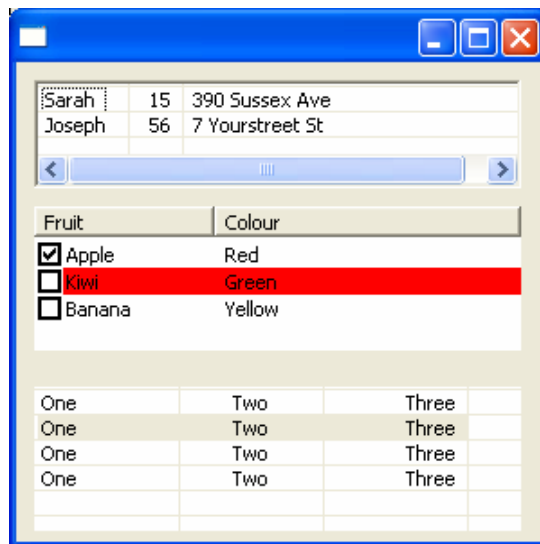 Sarah 15 390 Sussex Ave
Joseph 56 7 Yourstreet St
Fruit Colour
Apple Red
Kiwi Green
Banana Yellow
One Two Three
One Two Three
One Two Three
One Two Three